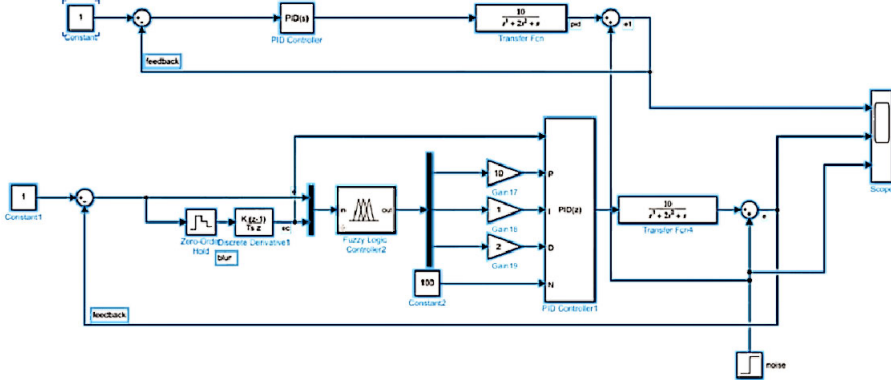 1
Constant
PID(s)
PID Controller
10
s³+2s²+s
Transfer Fcn
pid
e1
feedback
Scope
1
Constant1
Zero-Order
Hold
K (z-1)
Ts z
Discrete Derivative1
ec
blur
in
out
Fuzzy Logic
Controller2
10
Gain17
1
Gain18
2
Gain19
100
Constant2
P
I
PID(z)
D
N
PID Controller1
10
s³+2s²+s
Transfer Fcn4
feedback
noise